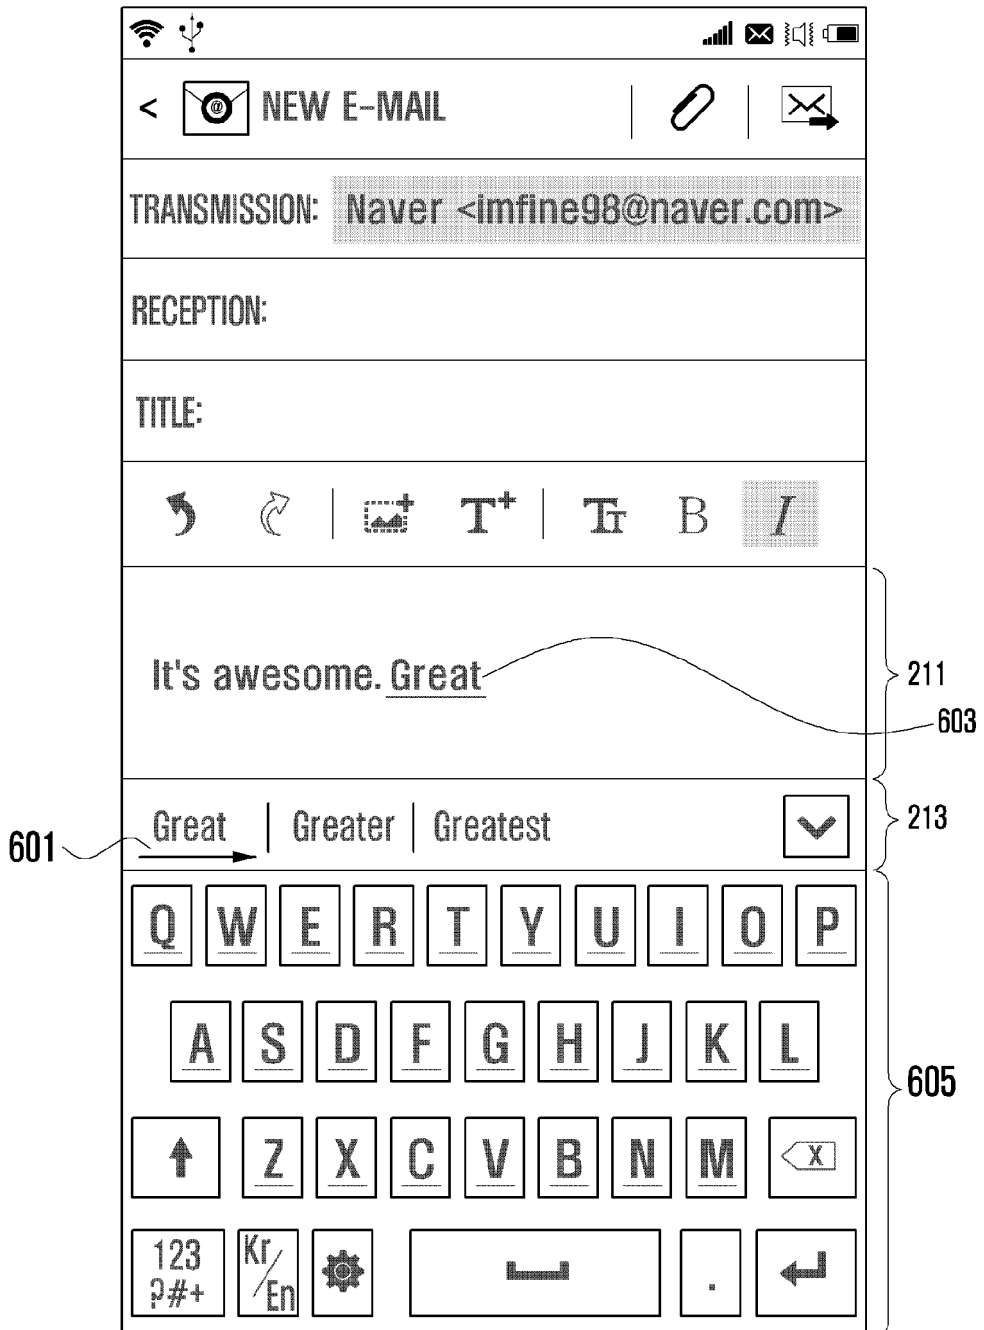 < @ NEW E-MAIL
TRANSMISSION: Naver <imfine98@naver.com>
RECEPTION:
TITLE:
T+ TT B I
It's awesome. Great
211
603
Great | Greater | Greatest
213
601
Q W E R T Y U I O P
A S D F G H J K L
605
Z X C V B N M X
123 Kr/En .
?#+